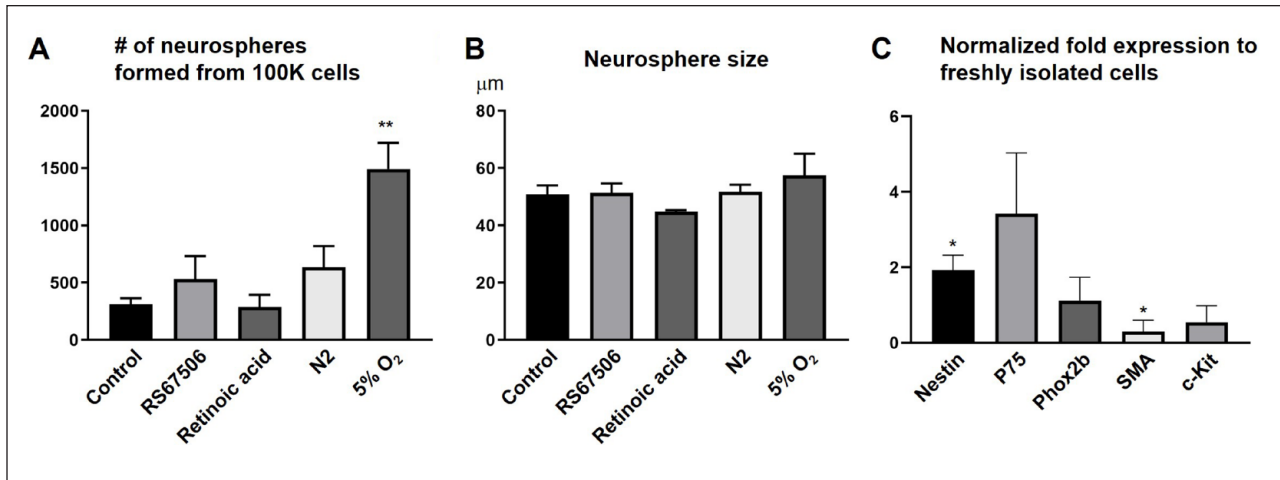 A
# of neurospheres
formed from 100K cells
2000
1500
1000
500
0
**
Control
RS67506
Retinoic acid
N2
5% O₂
B
Neurosphere size
μm
80
60
40
20
0
Control
RS67506
Retinoic acid
N2
5% O₂
C
Normalized fold expression to
freshly isolated cells
6
4
2
0
*
*
Nestin
P75
Phox2b
SMA
c-Kit